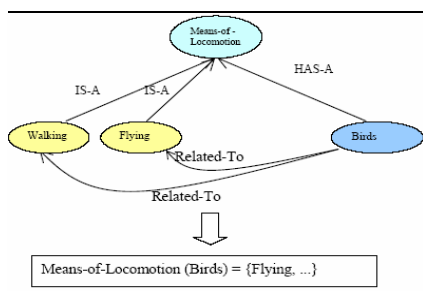 Means-of -
Locomotion
HAS-A
IS-A
IS-A
Walking
Flying
Birds
Related-To
Related-To
Means-of-Locomotion (Birds) = {Flying, ...}